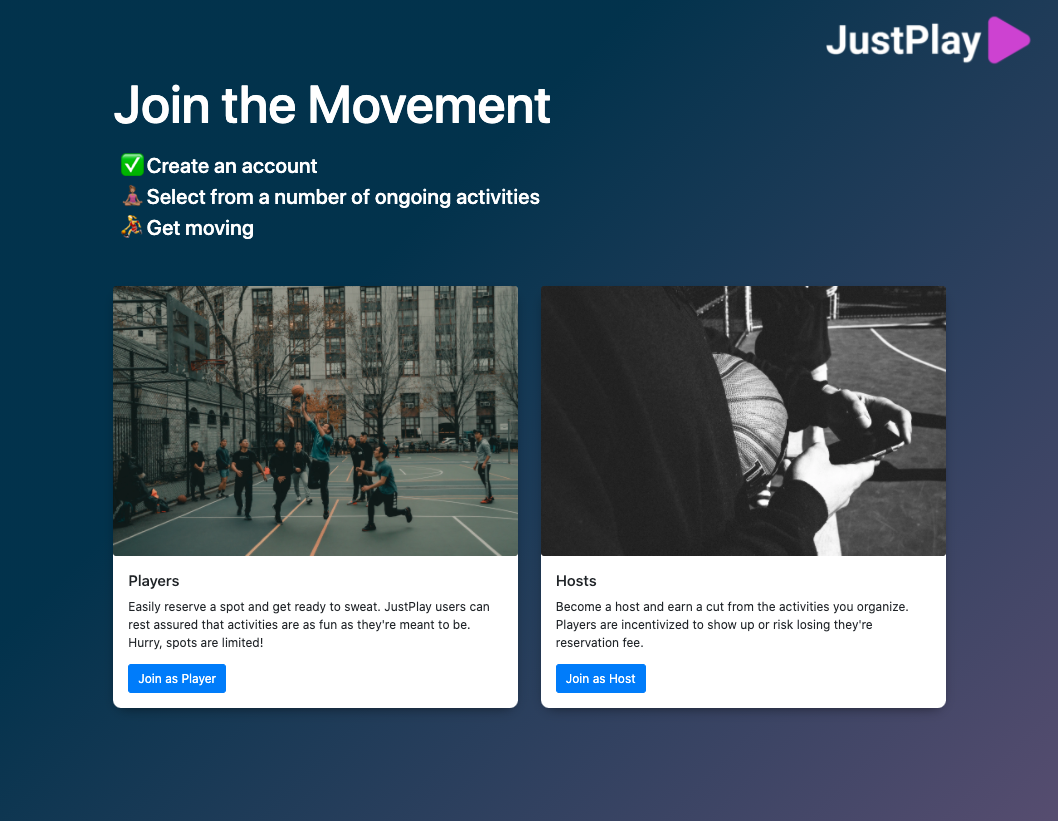 JustPlay
Join the Movement
✅Create an account
🧘🏽Select from a number of ongoing activities
Get moving
Players
Easily reserve a spot and get ready to sweat. JustPlay users can
rest assured that activities are as fun as they're meant to be.
Hurry, spots are limited!
Join as Player
Hosts
Become a host and earn a cut from the activities you organize.
Players are incentivized to show up or risk losing they're
reservation fee.
Join as Host